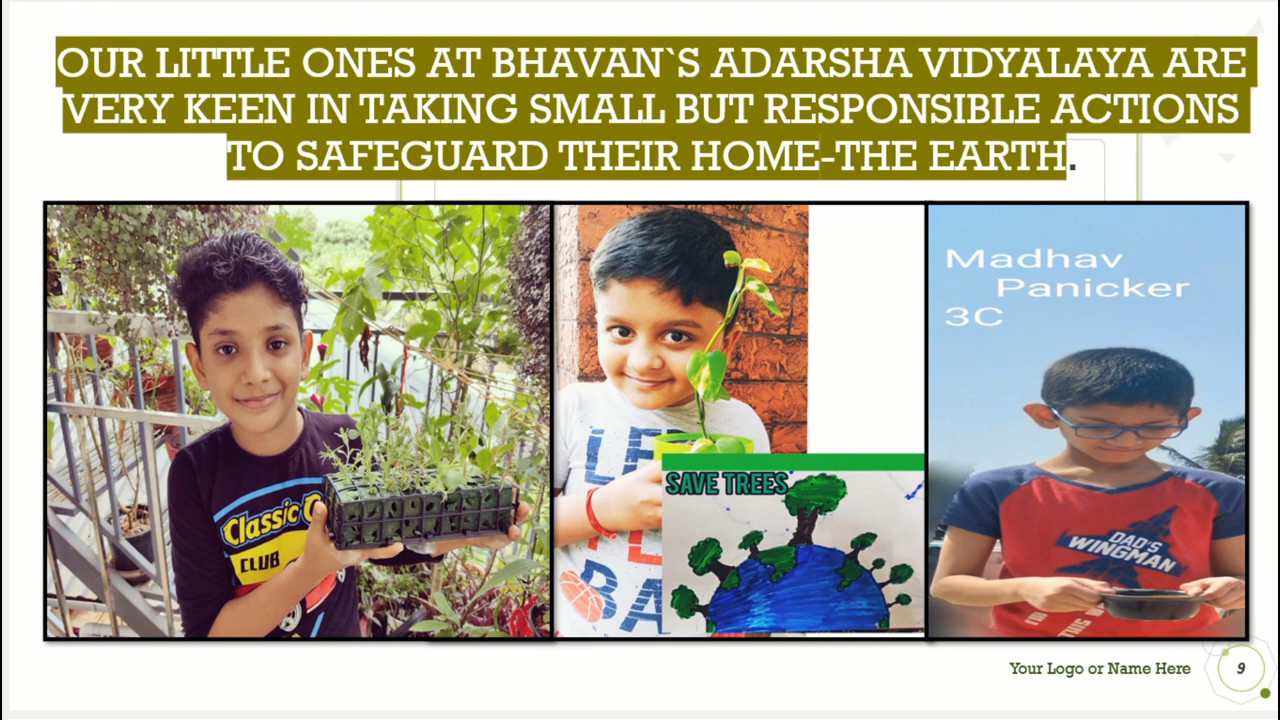 OUR LITTLE ONES AT BHAVAN`S ADARSHA VIDYALAYA ARE
VERY KEEN IN TAKING SMALL BUT RESPONSIBLE ACTIONS
TO SAFEGUARD THEIR HOME-THE EARTH.
Classic
CLUB
BA
SAVE TREES
Madhav
Panicker
3C
DAD'S
WINGMAN
Your Logo or Name Here
9